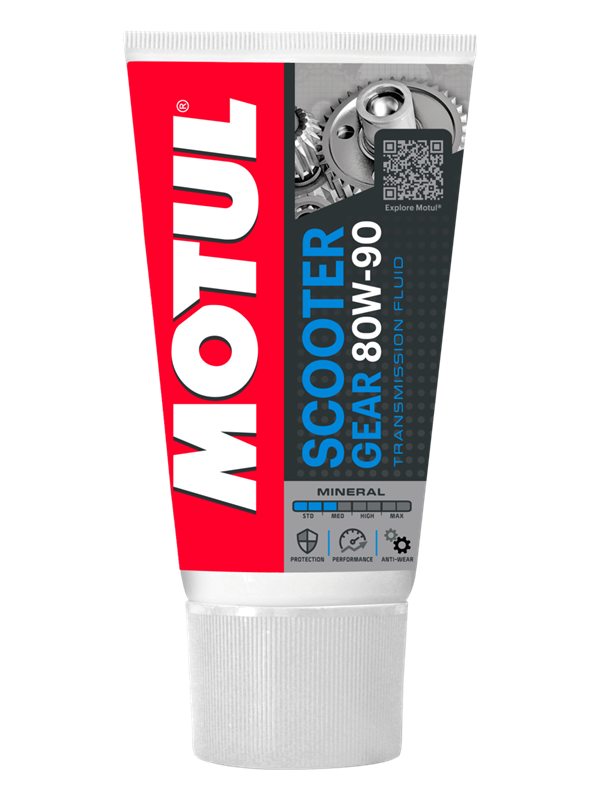 MOTUL®
Explore Motul®
SCOOTER
GEAR 80W-90
TRANSMISSION FLUID
MINERAL
STD MED HIGH MAX
PROTECTION PERFORMANCE ANTI-WEAR